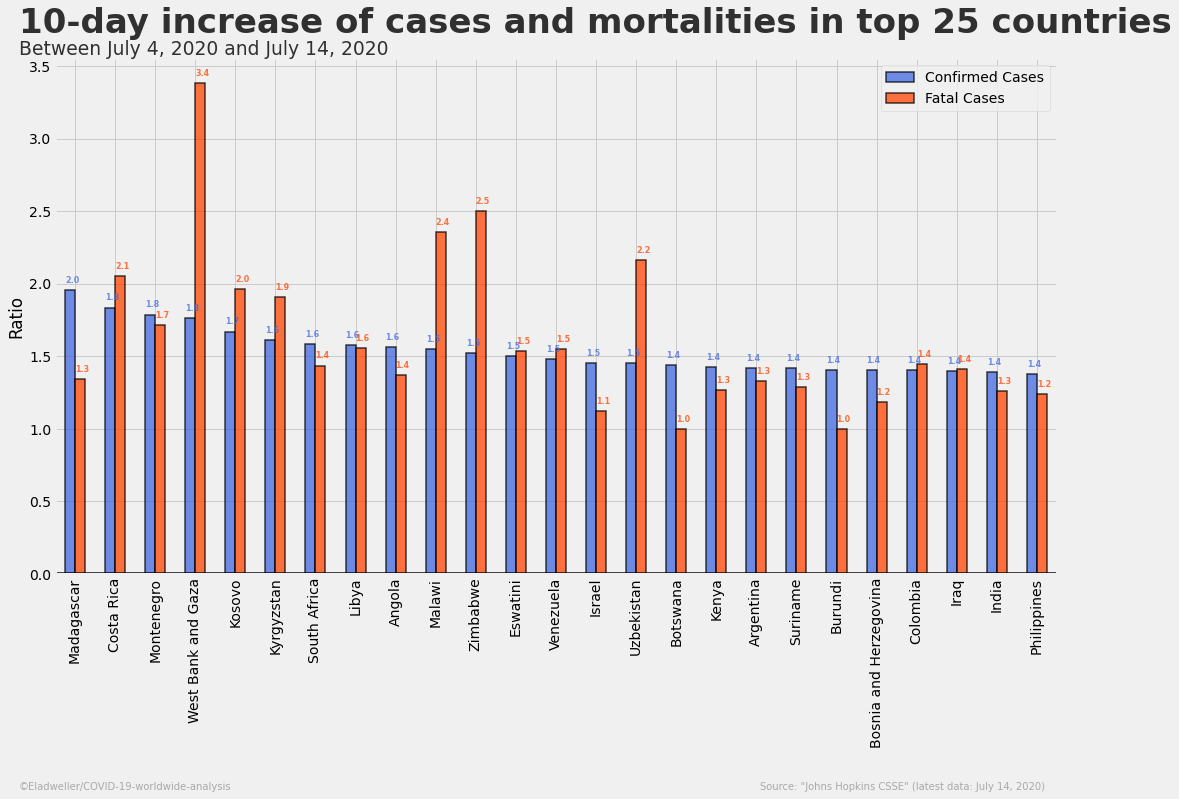 10-day increase of cases and mortalities in top 25 countries
Between July 4, 2020 and July 14, 2020
Confirmed Cases
Fatal Cases
Ratio
3.5
3.0
2.5
2.0
1.5
1.0
0.5
0.0
2.0
1.3
2.1
1.8
1.7
3.4
2.0
1.9
1.6
1.4
1.6
1.6
1.6
1.4
2.4
2.5
1.5
1.5
1.5
1.5
1.1
2.2
1.4
1.0
1.4
1.3
1.4
1.3
1.4
1.3
1.4
1.0
1.4
1.2
1.4
1.4
1.4
1.4
1.4
1.3
1.4
1.2
Madagascar
Costa Rica
Montenegro
West Bank and Gaza
Kosovo
Kyrgyzstan
South Africa
Libya
Angola
Malawi
Zimbabwe
Eswatini
Venezuela
Israel
Uzbekistan
Botswana
Kenya
Argentina
Suriname
Burundi
Bosnia and Herzegovina
Colombia
Iraq
India
Philippines
©Eladweller/COVID-19-worldwide-analysis
Source: "Johns Hopkins CSSE" (latest data: July 14, 2020)